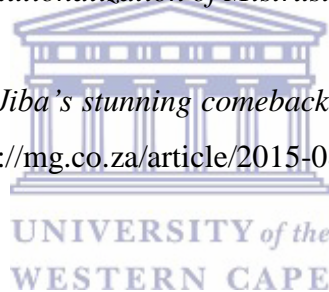 Jiba's stunning comeback
://mg.co.za/article/2015-0
UNIVERSITY of the
WESTERN CAPE